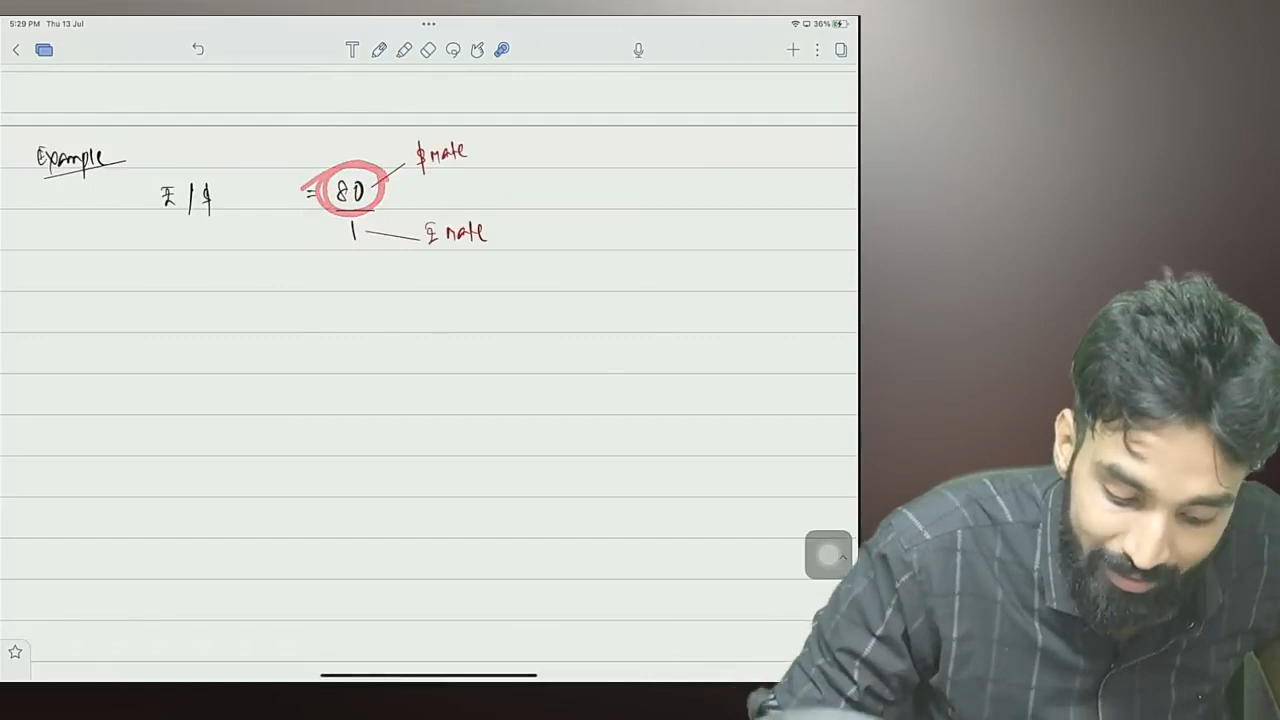 5:29 PM Thu 13 Jul
36%
Example
$ rate
₹ / $ = 80
1
₹ rate